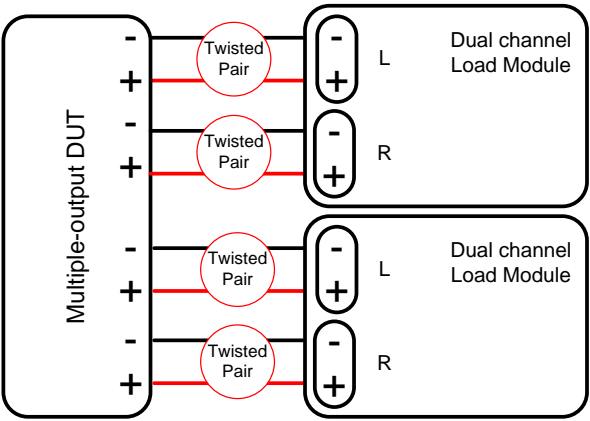 Multiple-output DUT
-
+
-
+
-
+
-
+
Twisted
Pair
Twisted
Pair
Twisted
Pair
Twisted
Pair
-
+
L
Dual channel
Load Module
-
+
R
-
+
L
Dual channel
Load Module
-
+
R